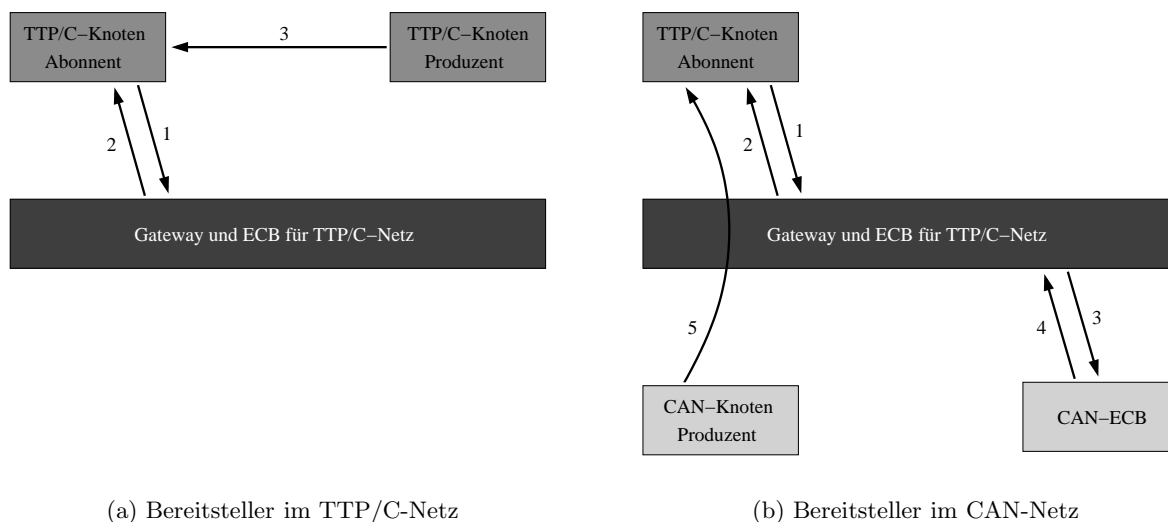 TTP/C−Knoten
Abonnent
3
TTP/C−Knoten
Produzent
1
2
Gateway und ECB für TTP/C−Netz
(a) Bereitsteller im TTP/C-Netz
TTP/C−Knoten
Abonnent
1
2
Gateway und ECB für TTP/C−Netz
5
4
3
CAN−Knoten
Produzent
CAN−ECB
(b) Bereitsteller im CAN-Netz